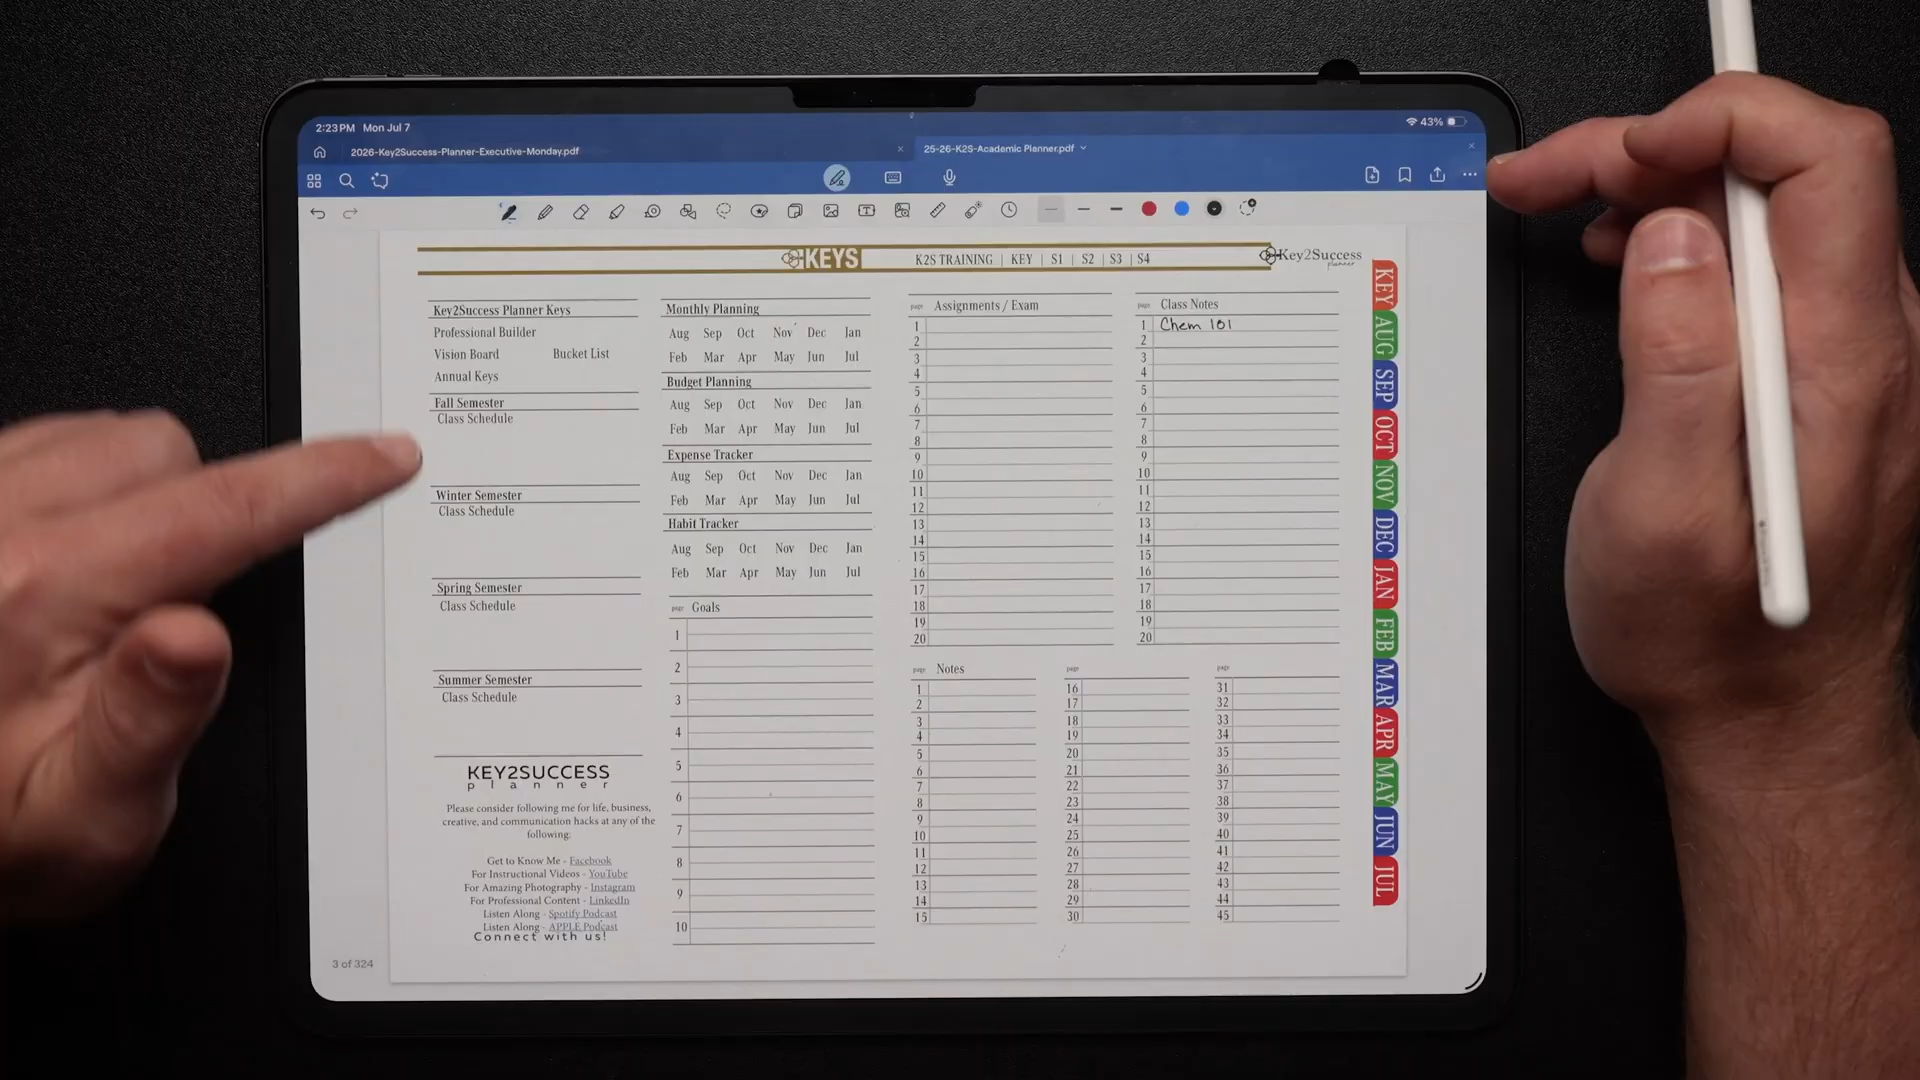 2:23PM Mon Jul 7
43%
2026-Key2Success-Planner-Executive-Monday.pdf
25-26-K2S-Academic Planner.pdf
KEYS
K2S TRAINING | KEY | S1 | S2 | S3 | S4
Key2Success
planner
Key2Success Planner Keys
Professional Builder
Vision Board Bucket List
Annual Keys
Fall Semester
Class Schedule
Winter Semester
Class Schedule
Spring Semester
Class Schedule
Summer Semester
Class Schedule
KEY2SUCCESS
planner
Please consider following me for life, business,
creative, and communication hacks at any of the
following:
Get to Know Me - Facebook
For Instructional Videos - YouTube
For Amazing Photography - Instagram
For Professional Content - LinkedIn
Listen Along - Spotify Podcast
Listen Along - APPLE Podcast
Connect with us!
Monthly Planning
Aug Sep Oct Nov Dec Jan
Feb Mar Apr May Jun Jul
Budget Planning
Aug Sep Oct Nov Dec Jan
Feb Mar Apr May Jun Jul
Expense Tracker
Aug Sep Oct Nov Dec Jan
Feb Mar Apr May Jun Jul
Habit Tracker
Aug Sep Oct Nov Dec Jan
Feb Mar Apr May Jun Jul
page Goals
1
2
3
4
5
6
7
8
9
10
page Assignments / Exam
1
2
3
4
5
6
7
8
9
10
11
12
13
14
15
16
17
18
19
20
page Class Notes
1 Chem 101
2
3
4
5
6
7
8
9
10
11
12
13
14
15
16
17
18
19
20
page Notes
1
2
3
4
5
6
7
8
9
10
11
12
13
14
15
page
16
17
18
19
20
21
22
23
24
25
26
27
28
29
30
page
31
32
33
34
35
36
37
38
39
40
41
42
43
44
45
KEY
AUG
SEP
OCT
NOV
DEC
JAN
FEB
MAR
APR
MAY
JUN
JUL
3 of 324